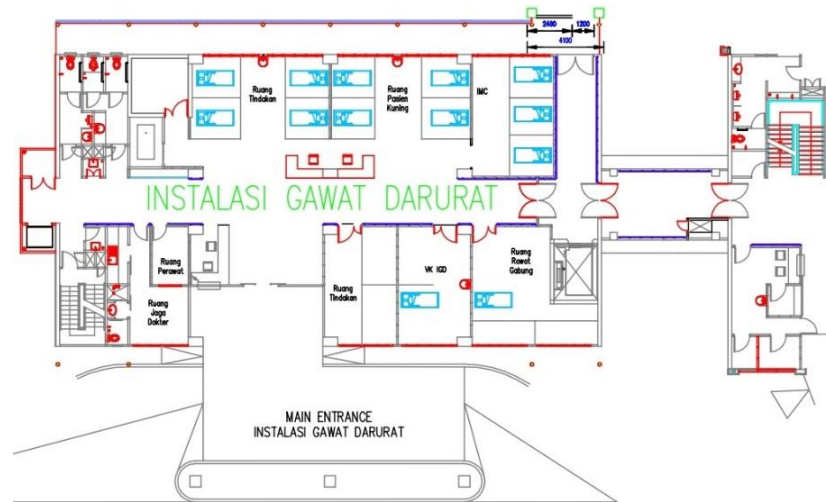 2480
1200
4100
Ruang
Tindakan
Ruang
Pasien
Kuning
IMC
INSTALASI GAWAT DARURAT
Ruang
Perawat
Ruang
Jaga
Dokter
Ruang
Tindakan
VK IGD
Ruang
Rawat
Gabung
MAIN ENTRANCE
INSTALASI GAWAT DARURAT